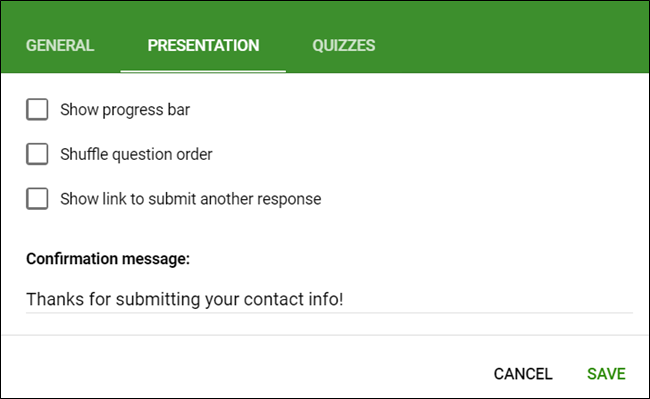 GENERAL PRESENTATION QUIZZES
Show progress bar
Shuffle question order
Show link to submit another response
Confirmation message:
Thanks for submitting your contact info!
CANCEL SAVE